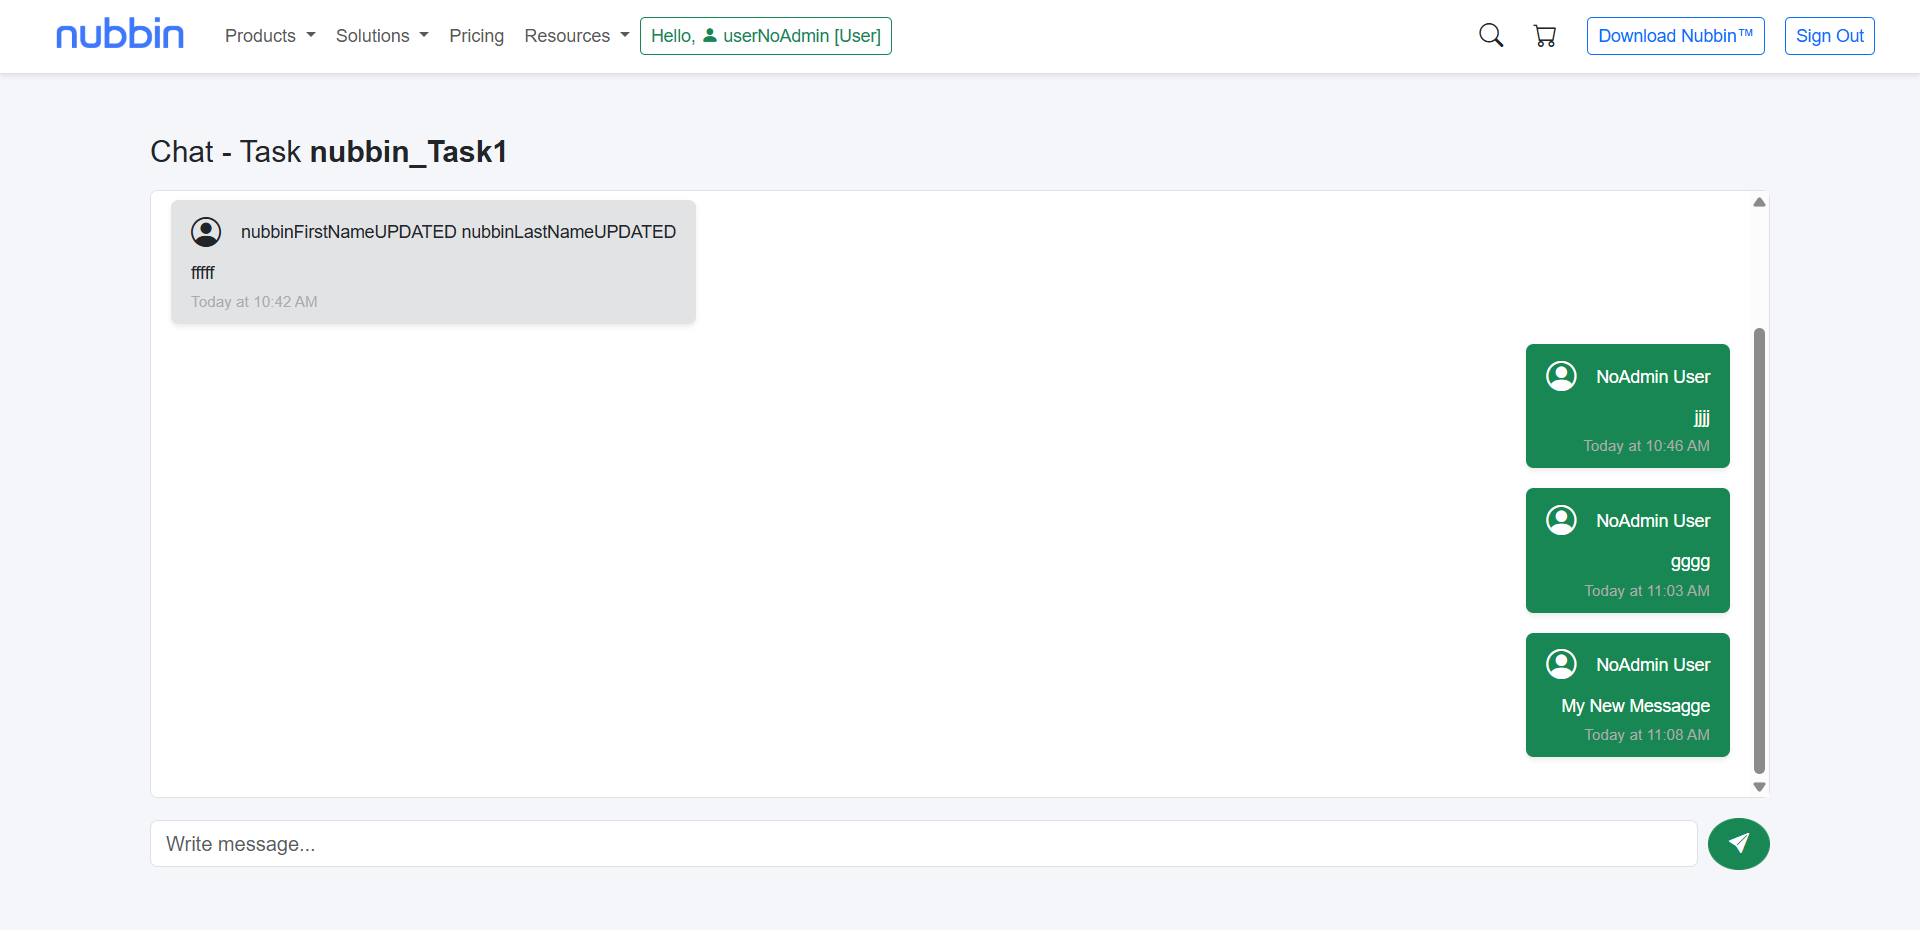 nubbin Products Solutions Pricing Resources Hello, userNoAdmin [User] Download Nubbin™ Sign Out
Chat - Task nubbin_Task1
nubbinFirstNameUPDATED nubbinLastNameUPDATED
fffff
Today at 10:42 AM
NoAdmin User
jjjj
Today at 10:46 AM
NoAdmin User
gggg
Today at 11:03 AM
NoAdmin User
My New Messagge
Today at 11:08 AM
Write message...